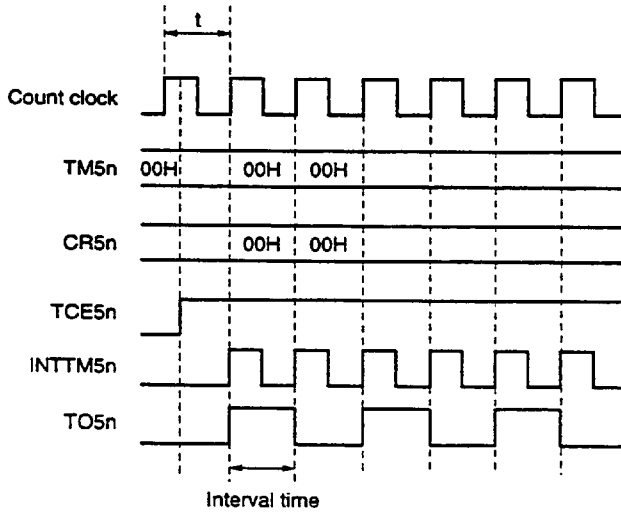 t
Count clock
TM5n 00H 00H 00H
CR5n 00H 00H
TCE5n
INTTM5n
TO5n
Interval time